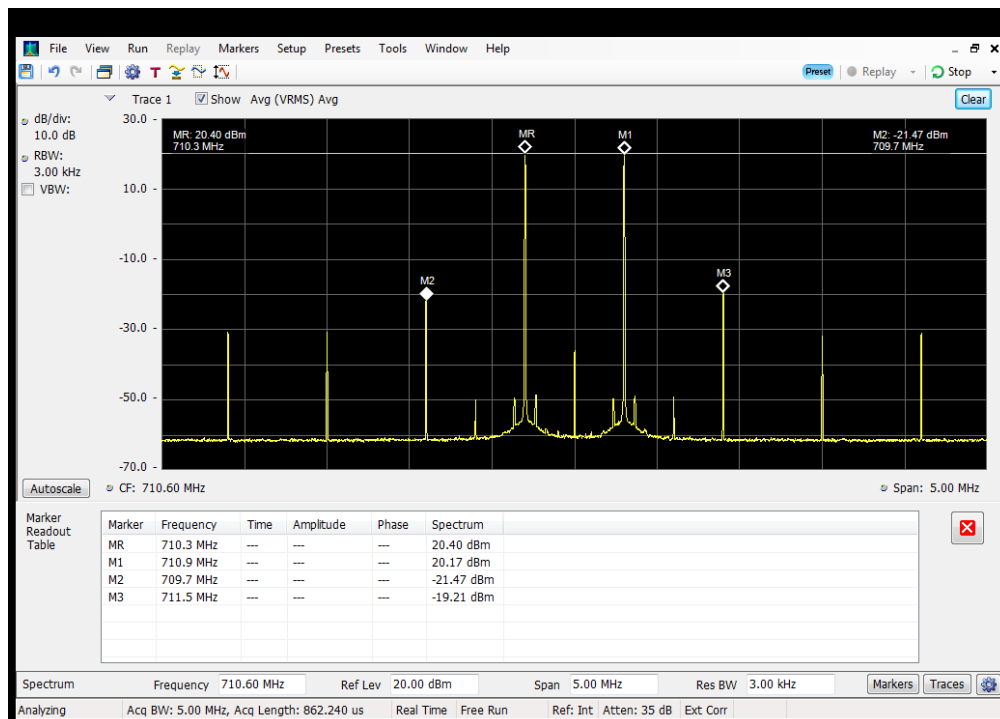 File View Run Replay Markers Setup Presets Tools Window Help
T Preset Replay Stop
Trace 1 Show Avg (VRMS) Avg Clear
dB/div:
10.0 dB
RBW:
3.00 kHz
VBW:
30.0
10.0
-10.0
-30.0
-50.0
-70.0
MR: 20.40 dBm
710.3 MHz
MR
M1
M2: -21.47 dBm
709.7 MHz
M2
M3
Autoscale CF: 710.60 MHz Span: 5.00 MHz
Marker
Readout
Table
Marker Frequency Time Amplitude Phase Spectrum
MR 710.3 MHz --- --- --- 20.40 dBm
M1 710.9 MHz --- --- --- 20.17 dBm
M2 709.7 MHz --- --- --- -21.47 dBm
M3 711.5 MHz --- --- --- -19.21 dBm
Spectrum Frequency 710.60 MHz Ref Lev 20.00 dBm Span 5.00 MHz Res BW 3.00 kHz Markers Traces
Analyzing Acq BW: 5.00 MHz, Acq Length: 862.240 us Real Time Free Run Ref: Int Atten: 35 dB Ext Corr